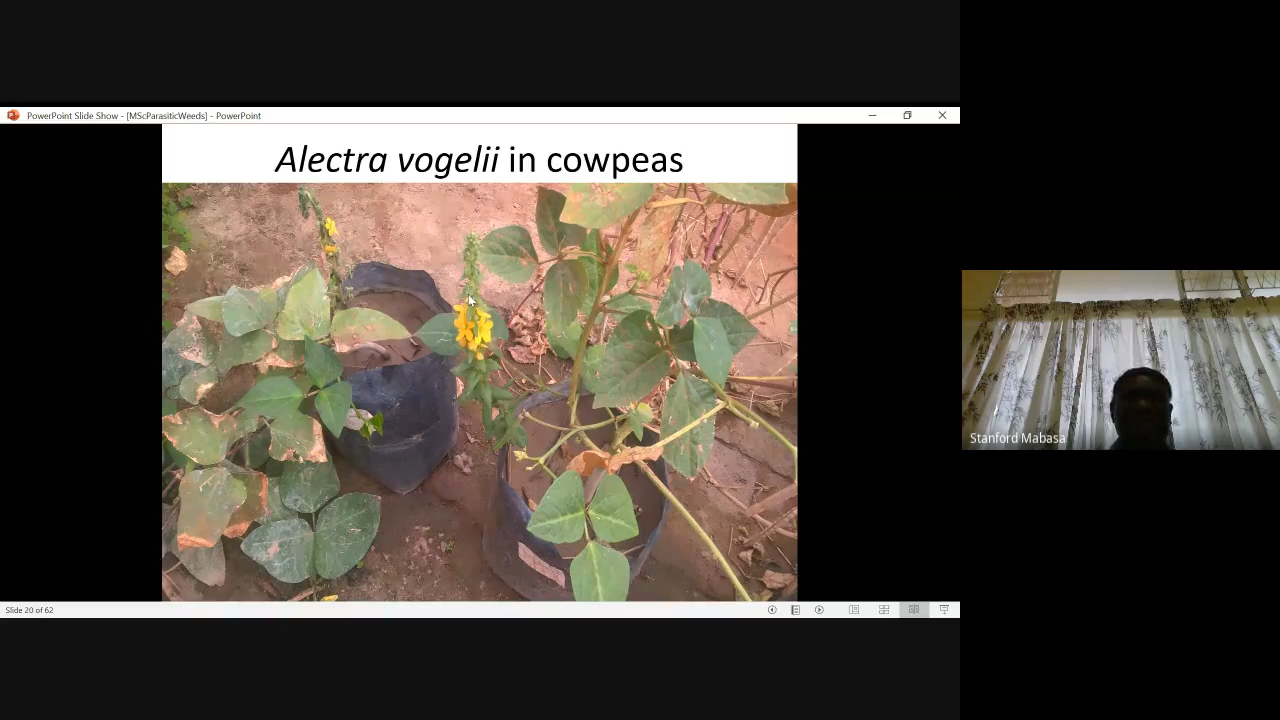 PowerPoint Slide Show - [MScParasiticWeeds] - PowerPoint
Alectra vogelii in cowpeas
Stanford Mabasa
Slide 20 of 62